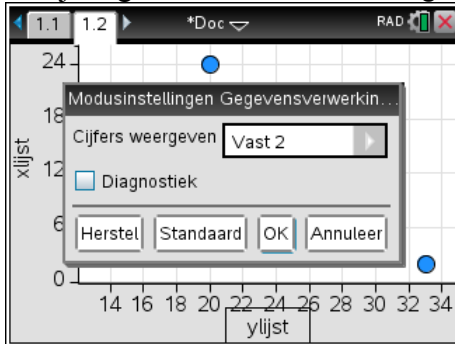 1.1 1.2 *Doc RAD
24
Modusinstellingen Gegevensverwerkin...
18
Cijfers weergeven Vast 2
xlijst
12
Diagnostiek
6
Herstel Standaard OK Annuleer
0
14 16 18 20 22 24 26 28 30 32 34
ylijst